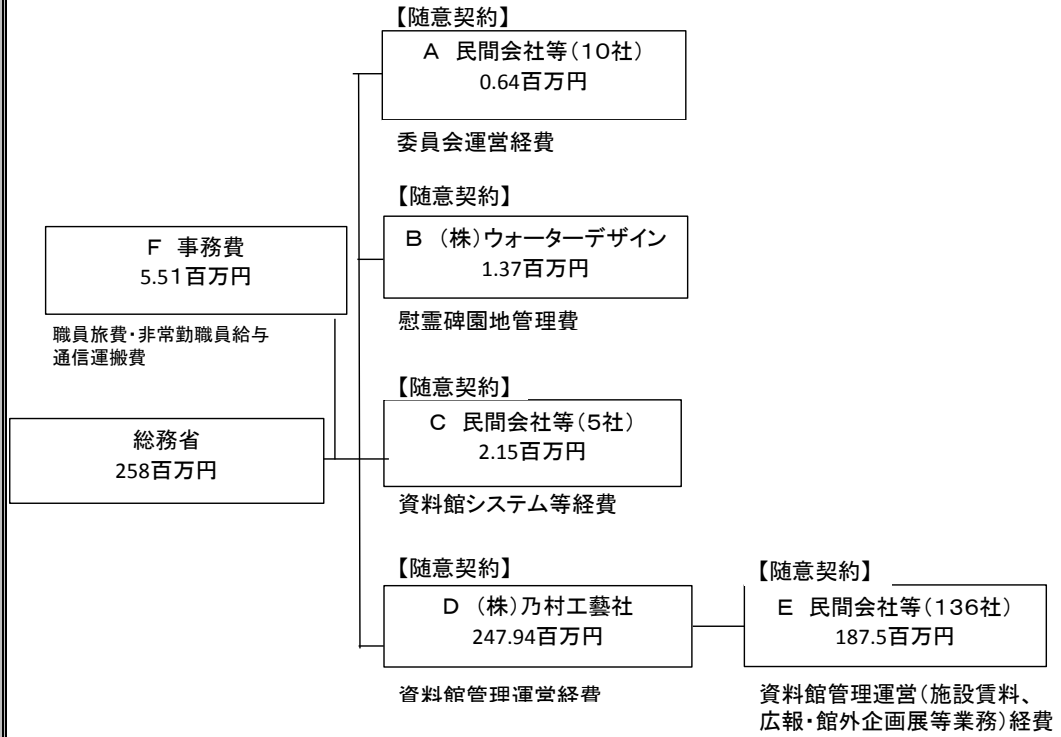 【随意契約】
A 民間会社等(10社)
0.64百万円
委員会運営経費
【随意契約】
B (株)ウォーターデザイン
1.37百万円
慰霊碑園地管理費
F 事務費
5.51百万円
職員旅費・非常勤職員給与
通信運搬費
【随意契約】
C 民間会社等(5社)
2.15百万円
資料館システム等経費
総務省
258百万円
【随意契約】
D (株)乃村工藝社
247.94百万円
資料館管理運営経費
【随意契約】
E 民間会社等(136社)
187.5百万円
資料館管理運営(施設賃料、
広報・館外企画展等業務)経費